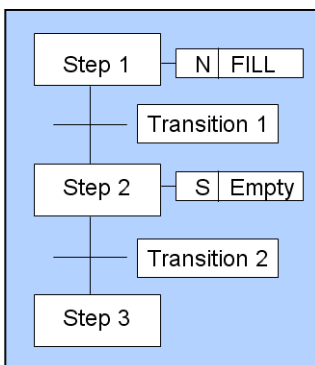 Step 1 N FILL
Transition 1
Step 2 S Empty
Transition 2
Step 3